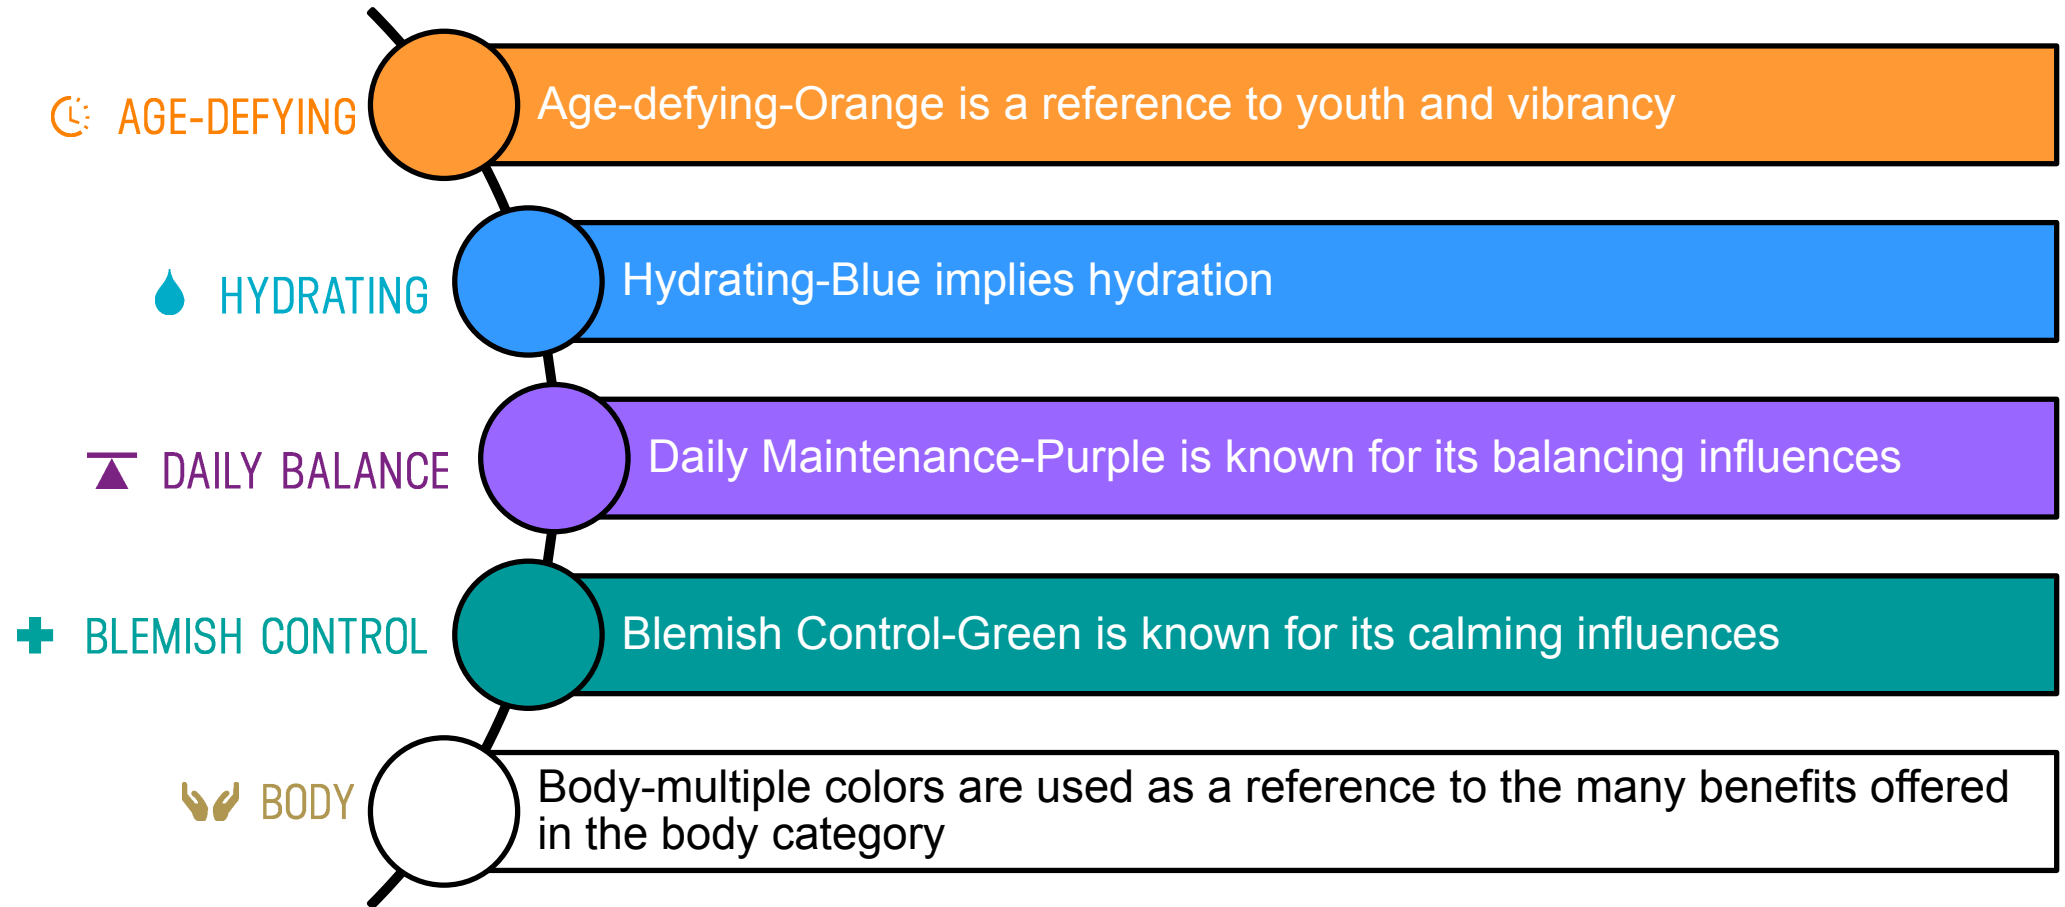 AGE-DEFYING
Age-defying-Orange is a reference to youth and vibrancy
HYDRATING
Hydrating-Blue implies hydration
DAILY BALANCE
Daily Maintenance-Purple is known for its balancing influences
BLEMISH CONTROL
Blemish Control-Green is known for its calming influences
BODY
Body-multiple colors are used as a reference to the many benefits offered
in the body category